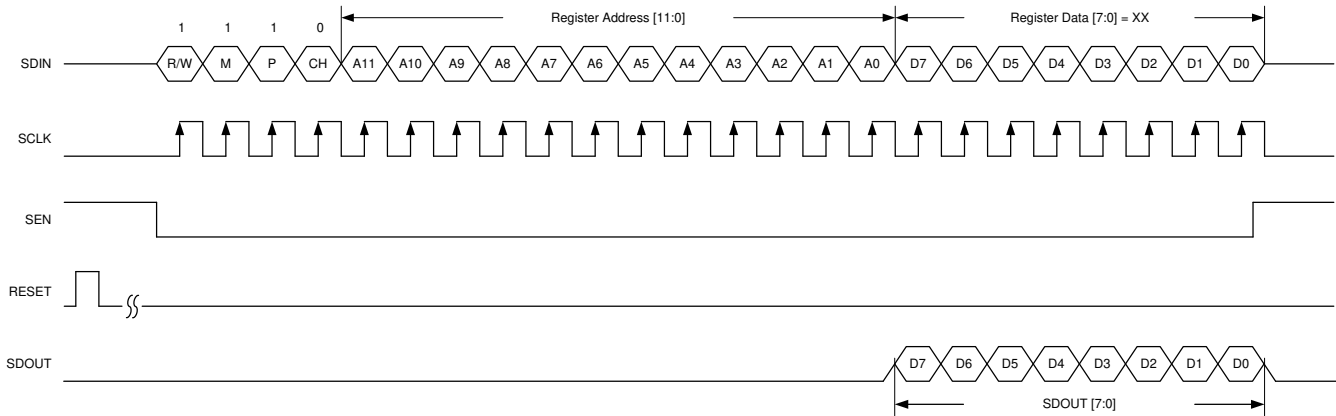 1 1 1 0 Register Address [11:0] Register Data [7:0] = XX
SDIN R/W M P CH A11 A10 A9 A8 A7 A6 A5 A4 A3 A2 A1 A0 D7 D6 D5 D4 D3 D2 D1 D0
SCLK
SEN
RESET
SDOUT D7 D6 D5 D4 D3 D2 D1 D0
SDOUT [7:0]